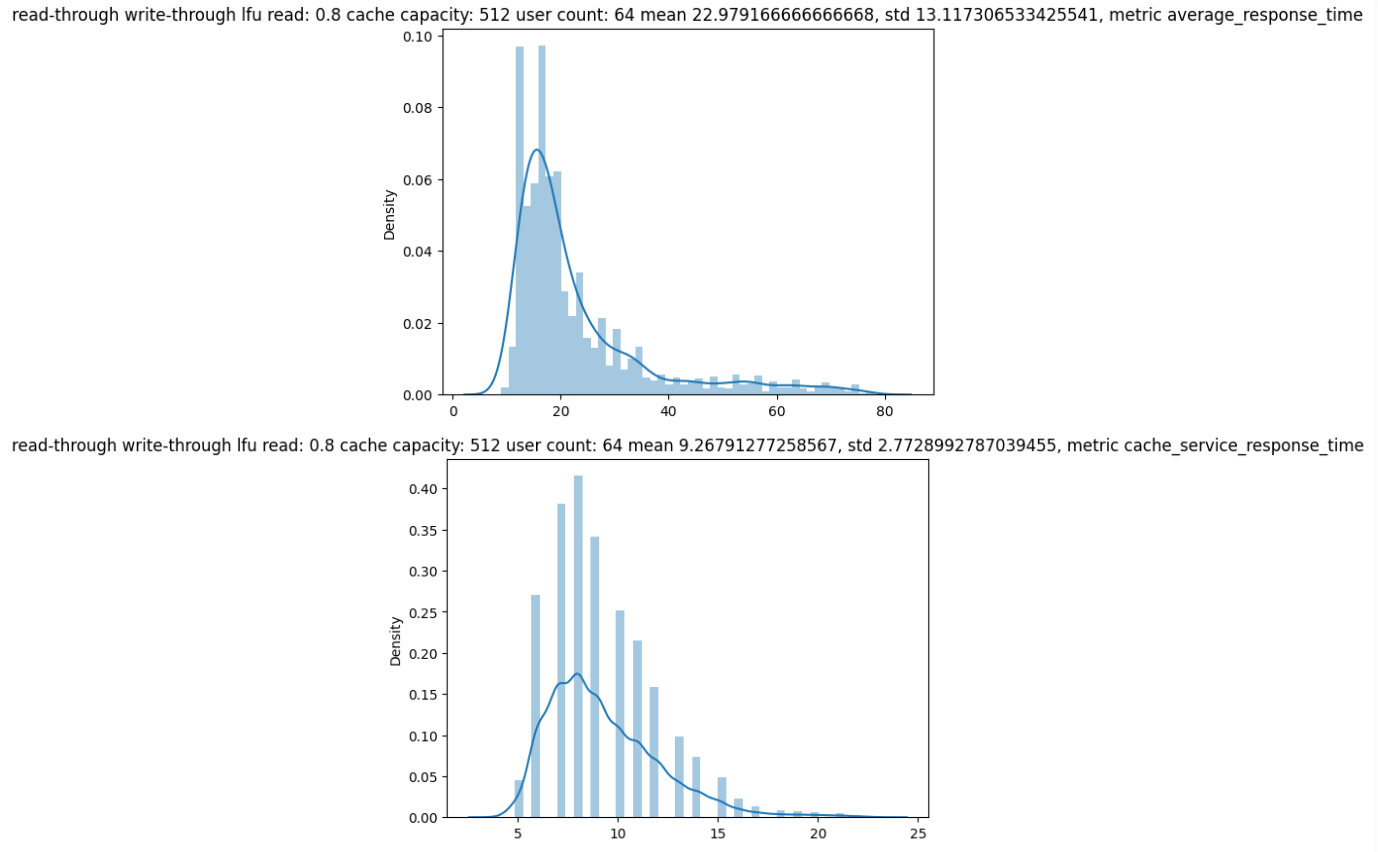 read-through write-through lfu read: 0.8 cache capacity: 512 user count: 64 mean 22.979166666666668, std 13.117306533425541, metric average_response_time
0.10
0.08
0.06
0.04
0.02
0.00
Density
0 20 40 60 80
read-through write-through lfu read: 0.8 cache capacity: 512 user count: 64 mean 9.26791277258567, std 2.7728992787039455, metric cache_service_response_time
0.40
0.35
0.30
0.25
0.20
0.15
0.10
0.05
0.00
Density
5 10 15 20 25